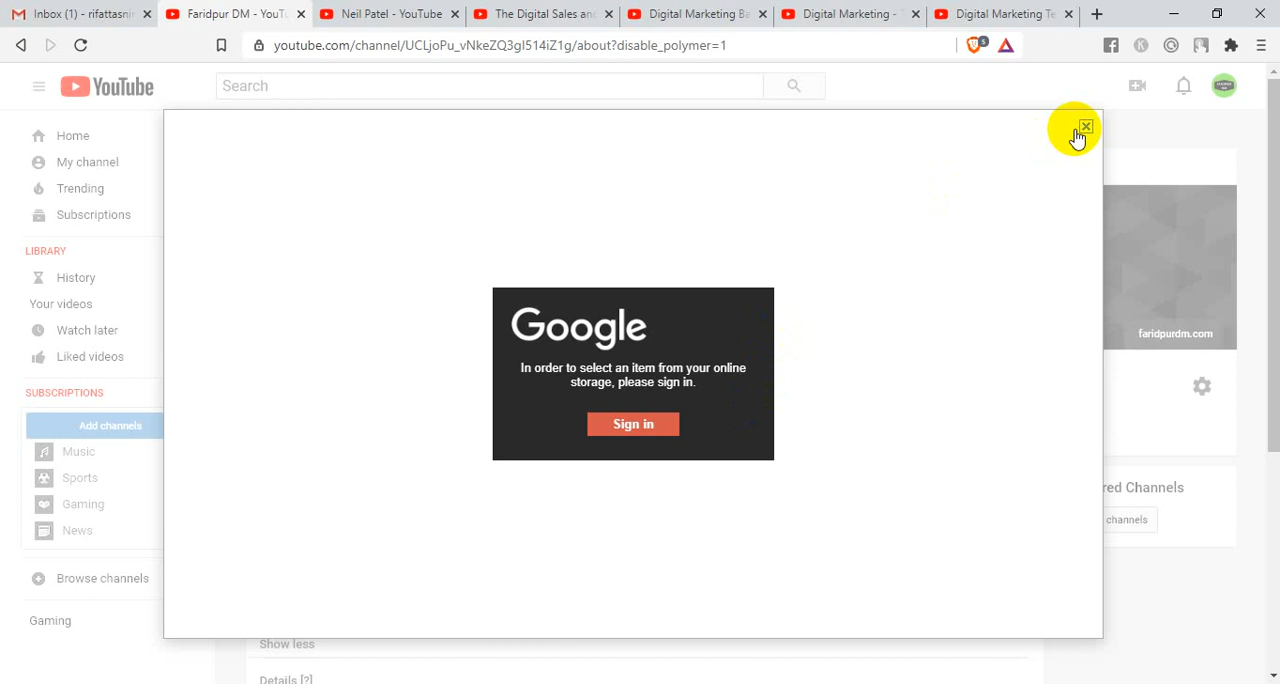 Inbox (1) - rifattasnir
Faridpur DM - YouTu
Neil Patel - YouTube
The Digital Sales and
Digital Marketing Ba
Digital Marketing -
Digital Marketing Te
youtube.com/channel/UCLjoPu_vNkeZQ3gI514iZ1g/about?disable_polymer=1
5
YouTube
Search
Home
My channel
Trending
Subscriptions
LIBRARY
History
Your videos
Watch later
Liked videos
SUBSCRIPTIONS
Add channels
Music
Sports
Gaming
News
Browse channels
Gaming
Google
In order to select an item from your online
storage, please sign in.
Sign in
faridpurdm.com
red Channels
channels
Show less
Details [?]